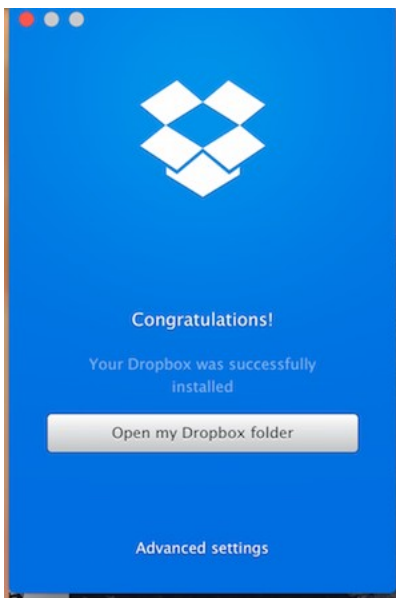 Congratulations!
Your Dropbox was successfully
installed
Open my Dropbox folder
Advanced settings